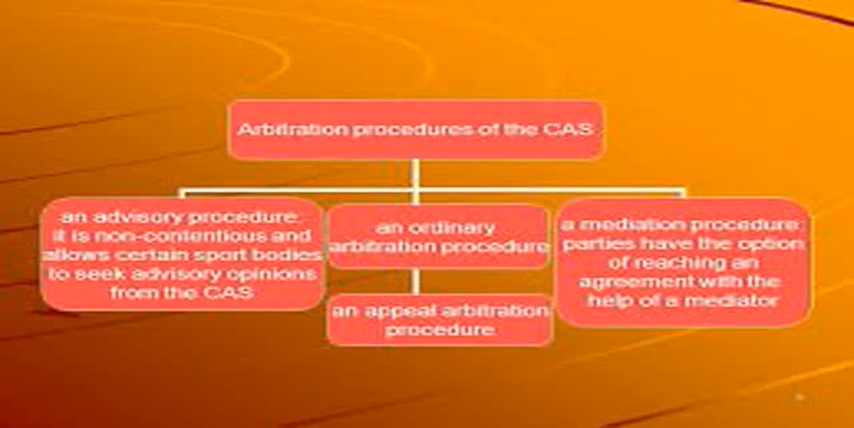 Arbitration procedures of the CAS
an advisory procedure:
it is non-contentious and
allows certain sport bodies
to seek advisory opinions
from the CAS
an ordinary
arbitration procedure
an appeal arbitration
procedure
a mediation procedure
parties have the option
of reaching an
agreement with the
help of a mediator